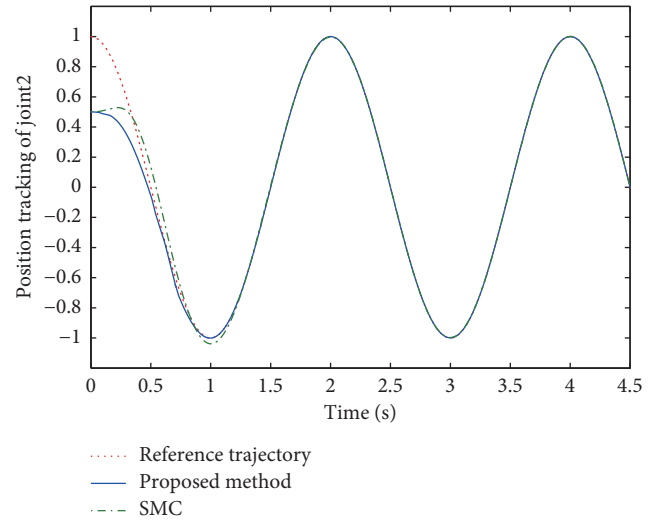 Position tracking of joint2
1
0.8
0.6
0.4
0.2
0
−0.2
−0.4
−0.6
−0.8
−1
0 0.5 1 1.5 2 2.5 3 3.5 4 4.5
Time (s)
Reference trajectory
Proposed method
SMC